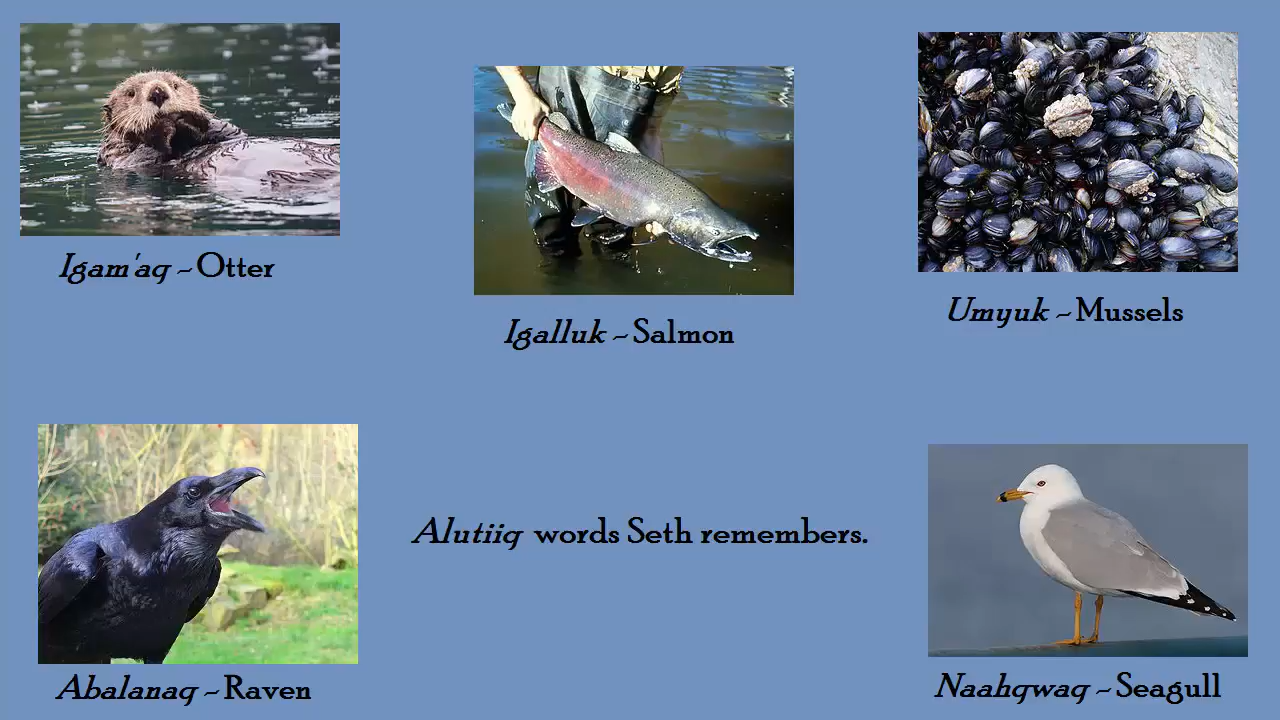 Igam'aq ~ Otter
Igalluk ~ Salmon
Umyuk ~ Mussels
Alutiiq words Seth remembers.
Abalanaq ~ Raven
Naahqwaq ~ Seagull